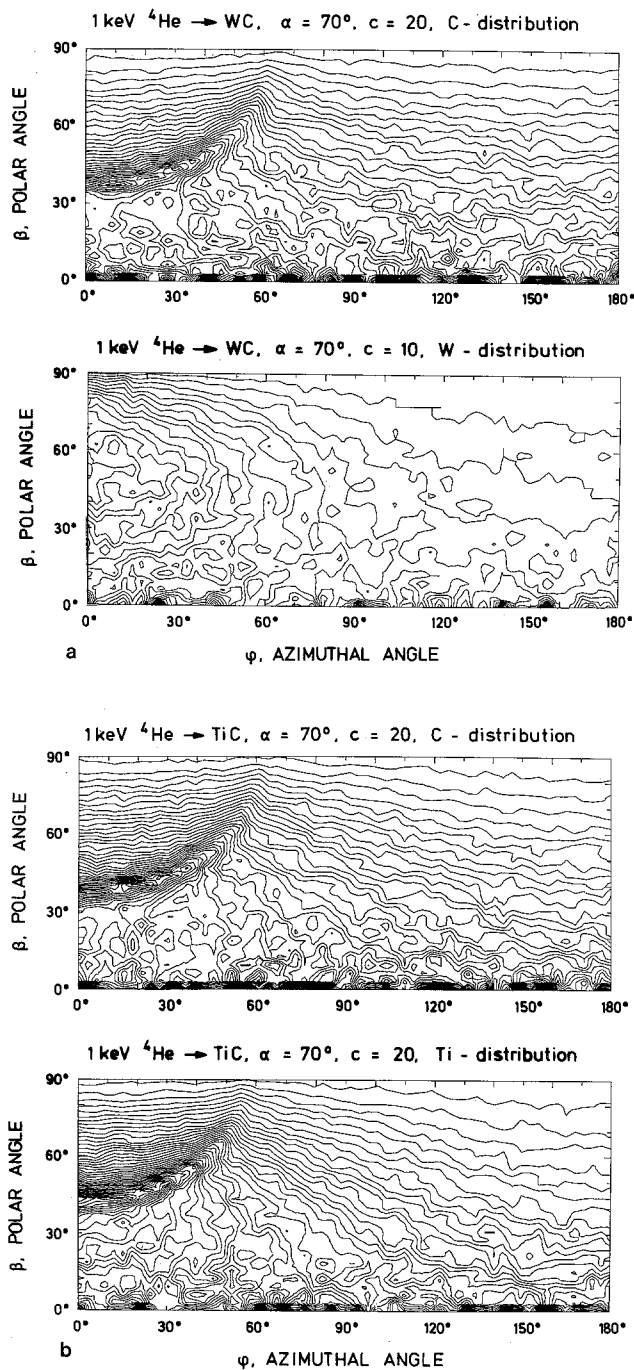 1 keV ⁴He → WC, α = 70°, c = 20, C - distribution
90°
60°
30°
0°
β, POLAR ANGLE
0° 30° 60° 90° 120° 150° 180°
1 keV ⁴He → WC, α = 70°, c = 10, W - distribution
90°
60°
30°
0°
β, POLAR ANGLE
0° 30° 60° 90° 120° 150° 180°
a
φ, AZIMUTHAL ANGLE
1 keV ⁴He → TiC, α = 70°, c = 20, C - distribution
90°
60°
30°
0°
β, POLAR ANGLE
0° 30° 60° 90° 120° 150° 180°
1 keV ⁴He → TiC, α = 70°, c = 20, Ti - distribution
90°
60°
30°
0°
β, POLAR ANGLE
0° 30° 60° 90° 120° 150° 180°
b
φ, AZIMUTHAL ANGLE